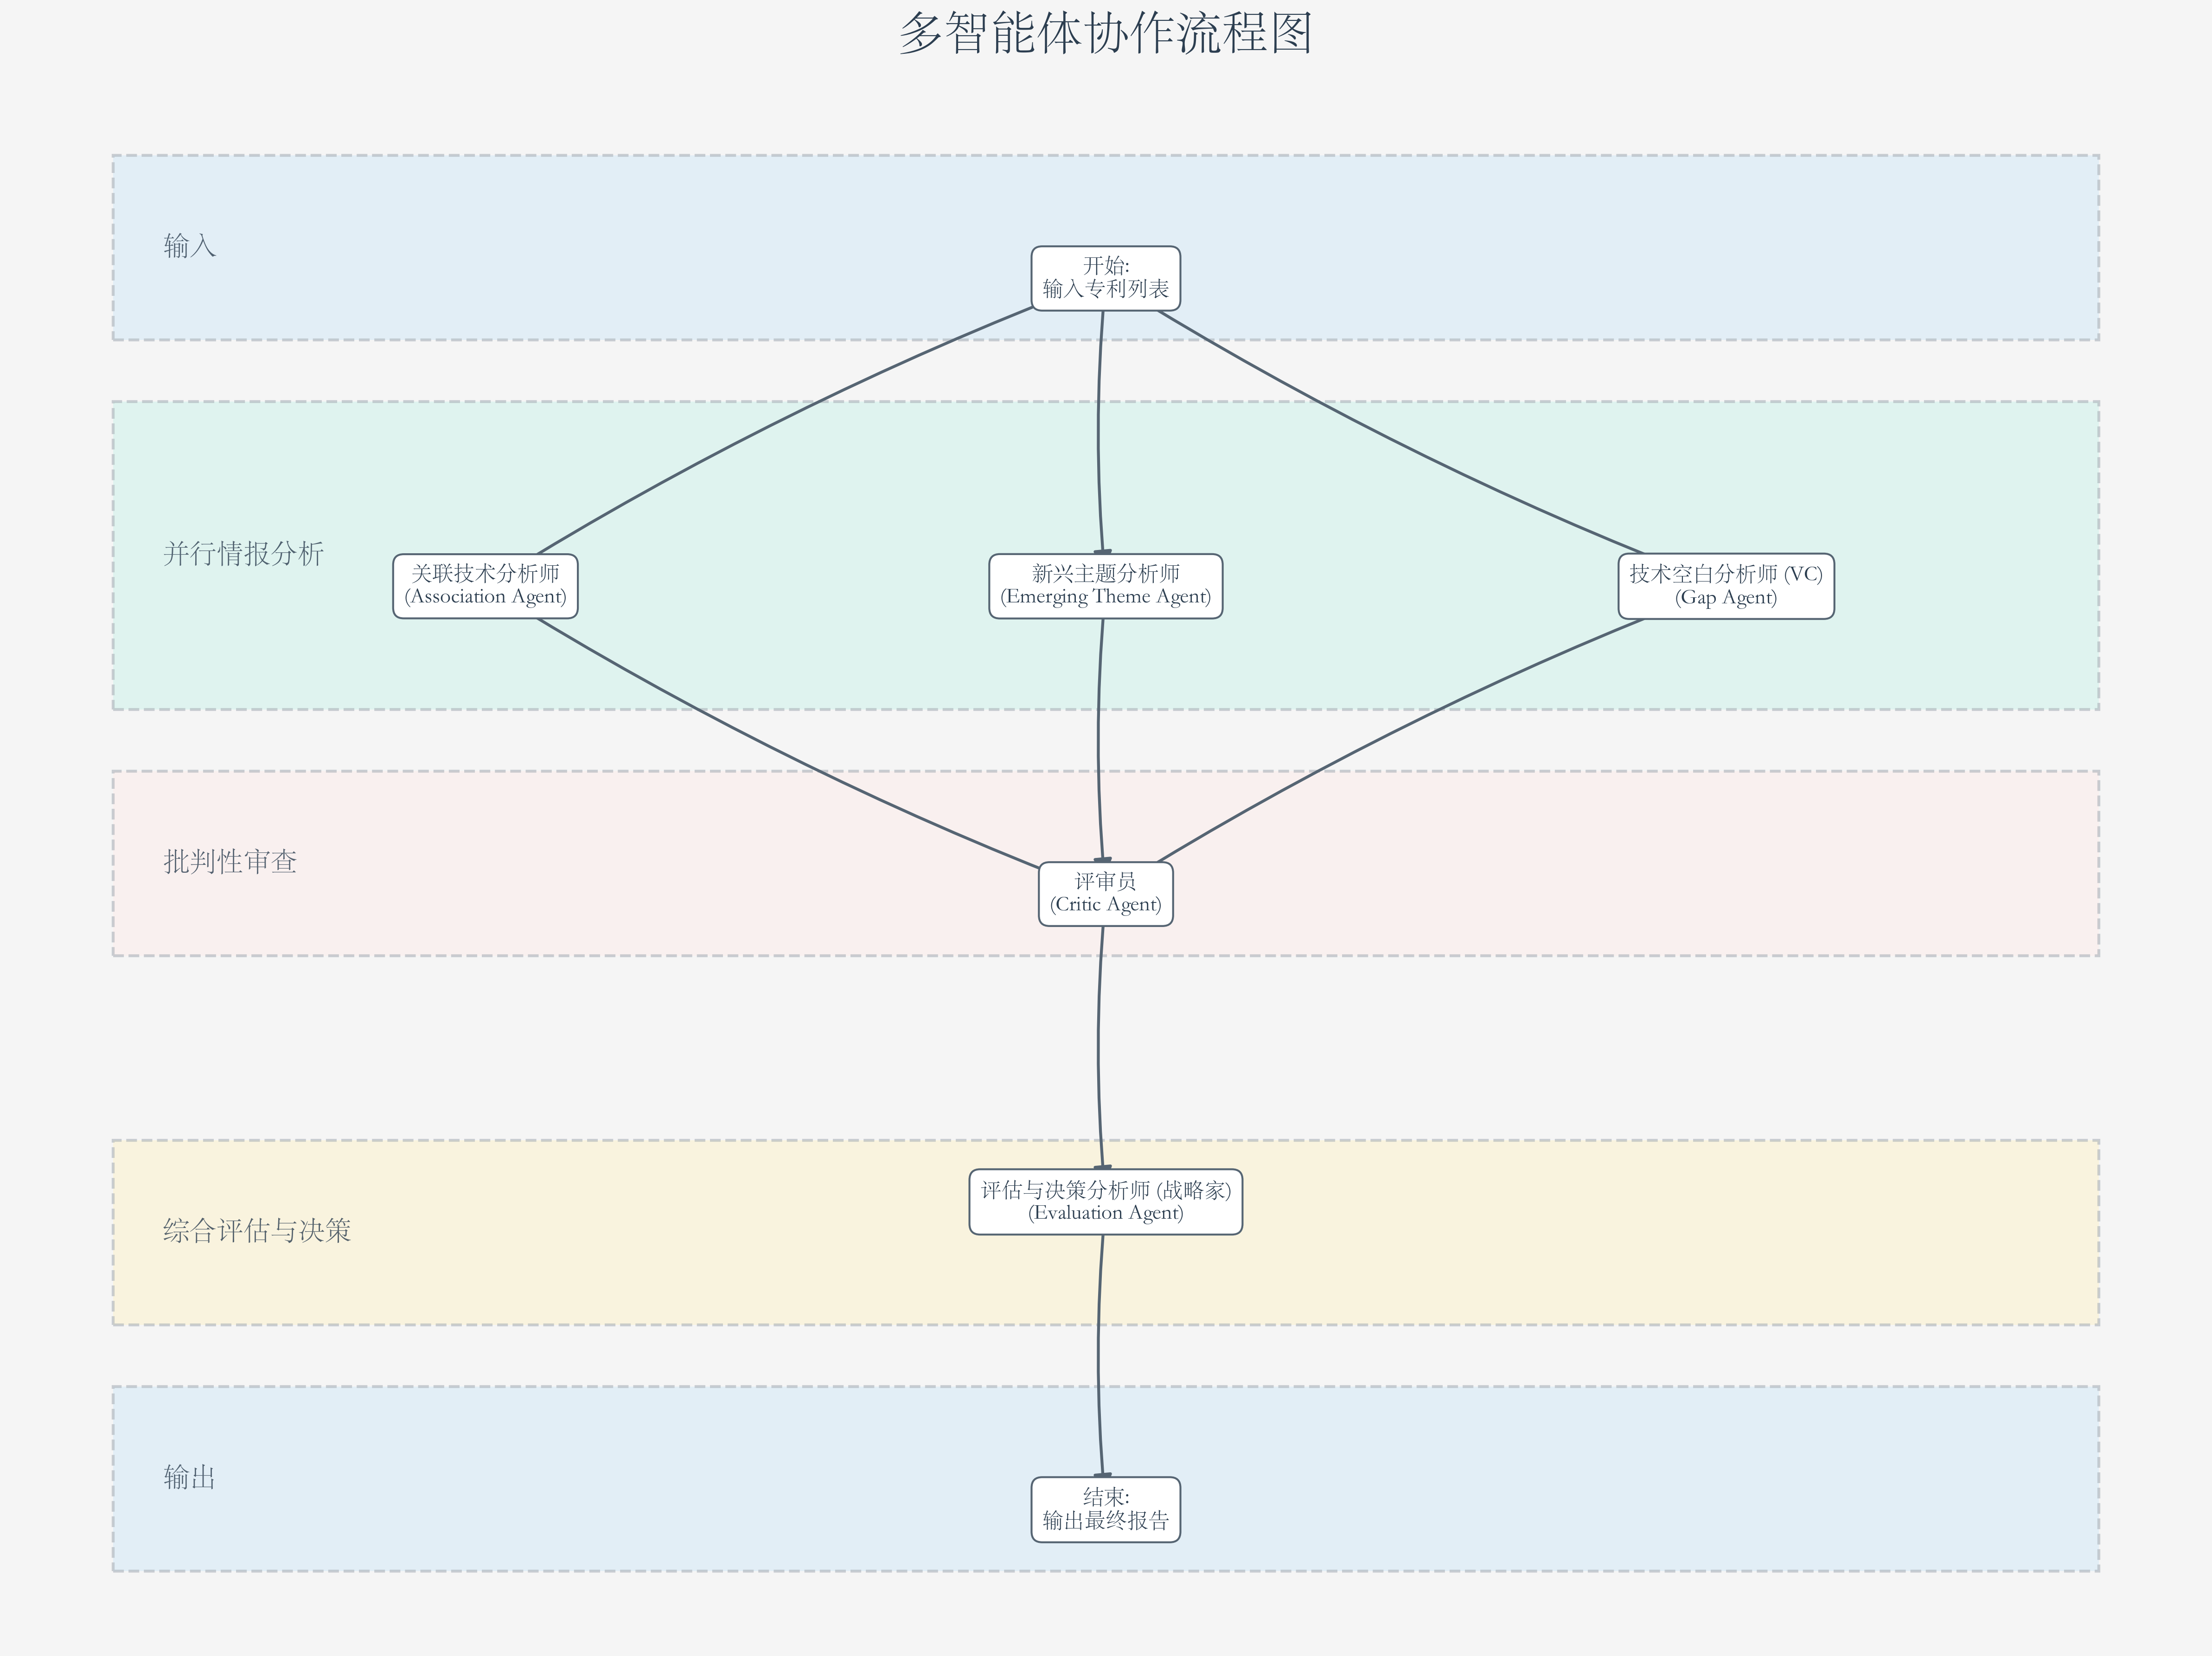 多智能体协作流程图
输入
开始:
输入专利列表
并行情报分析
关联技术分析师
(Association Agent)
新兴主题分析师
(Emerging Theme Agent)
技术空白分析师 (VC)
(Gap Agent)
批判性审查
评审员
(Critic Agent)
综合评估与决策
评估与决策分析师 (战略家)
(Evaluation Agent)
输出
结束:
输出最终报告